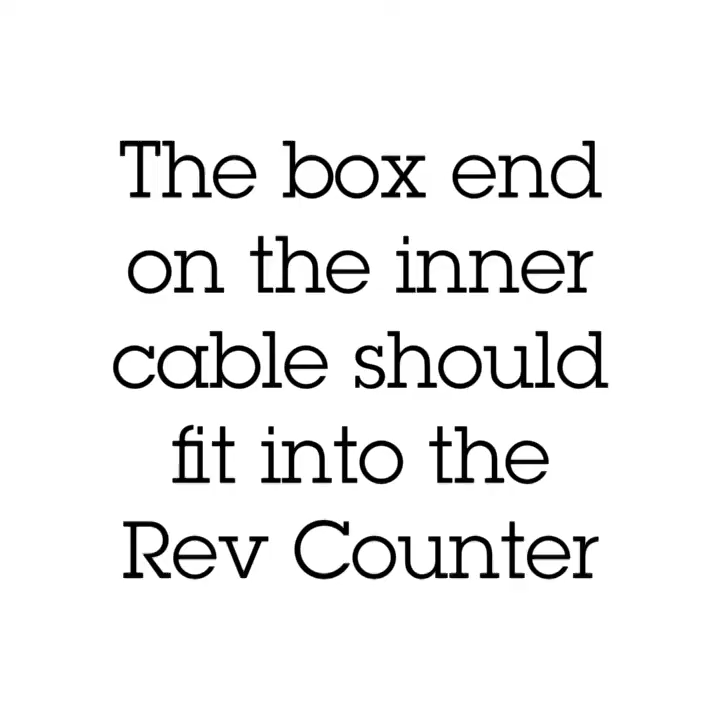 The box end
on the inner
cable should
fit into the
Rev Counter